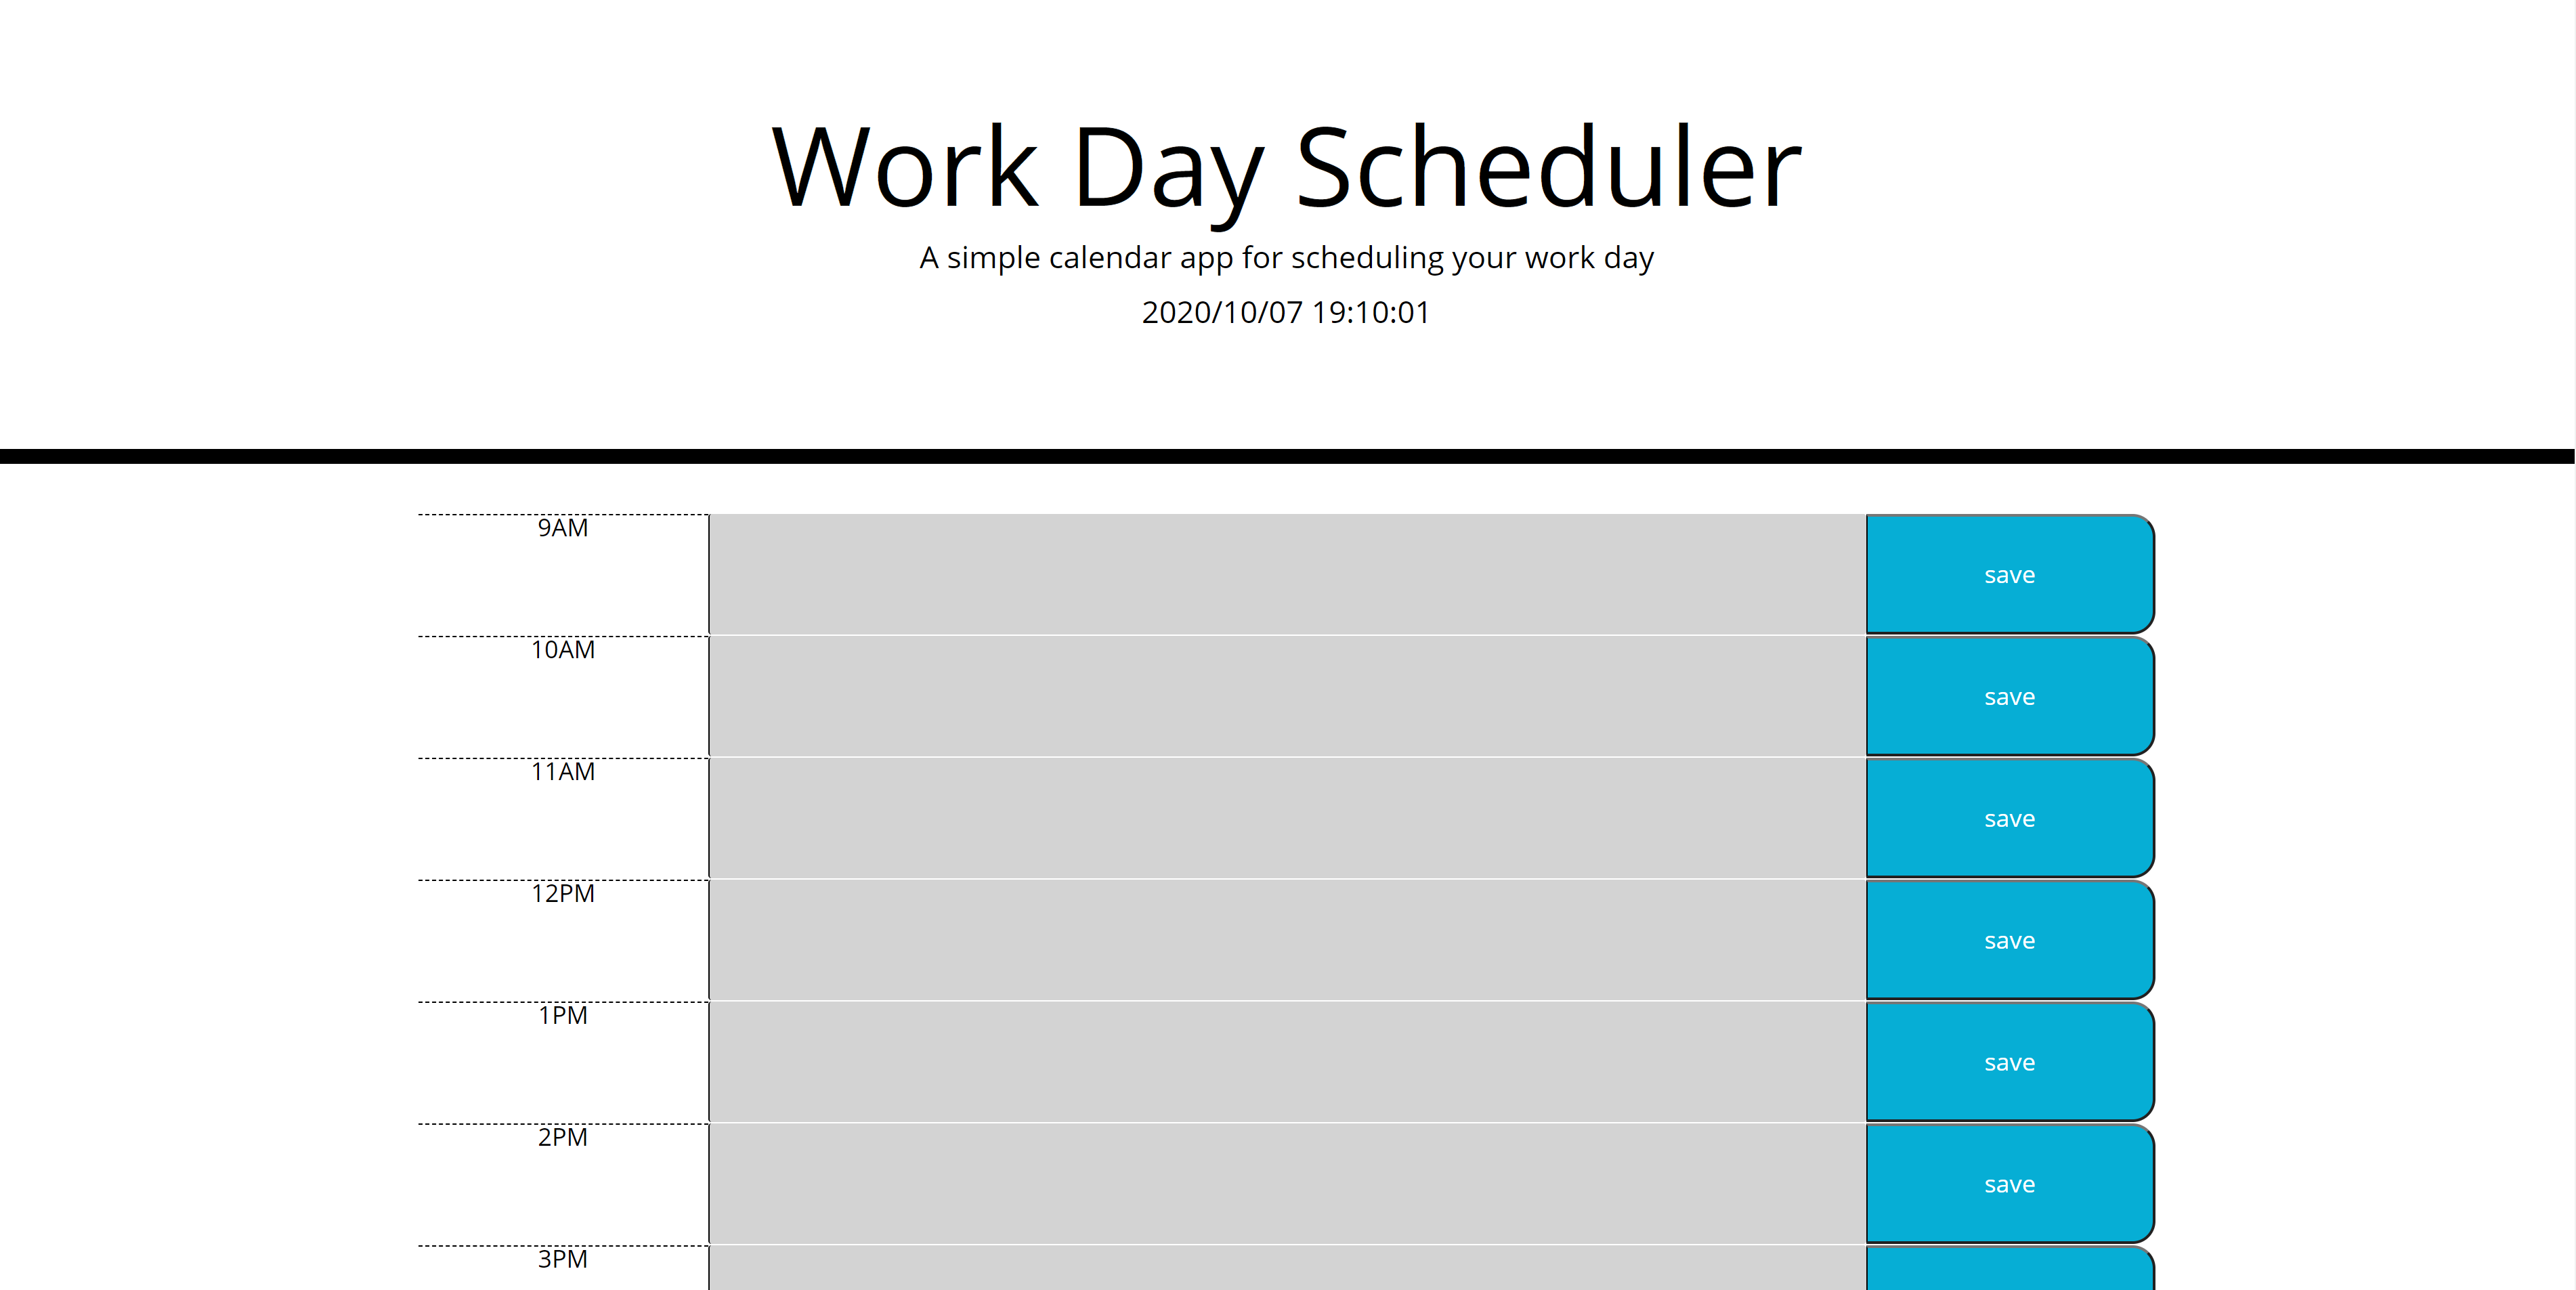 Work Day Scheduler
A simple calendar app for scheduling your work day
2020/10/07 19:10:01
9AM
save
10AM
save
11AM
save
12PM
save
1PM
save
2PM
save
3PM